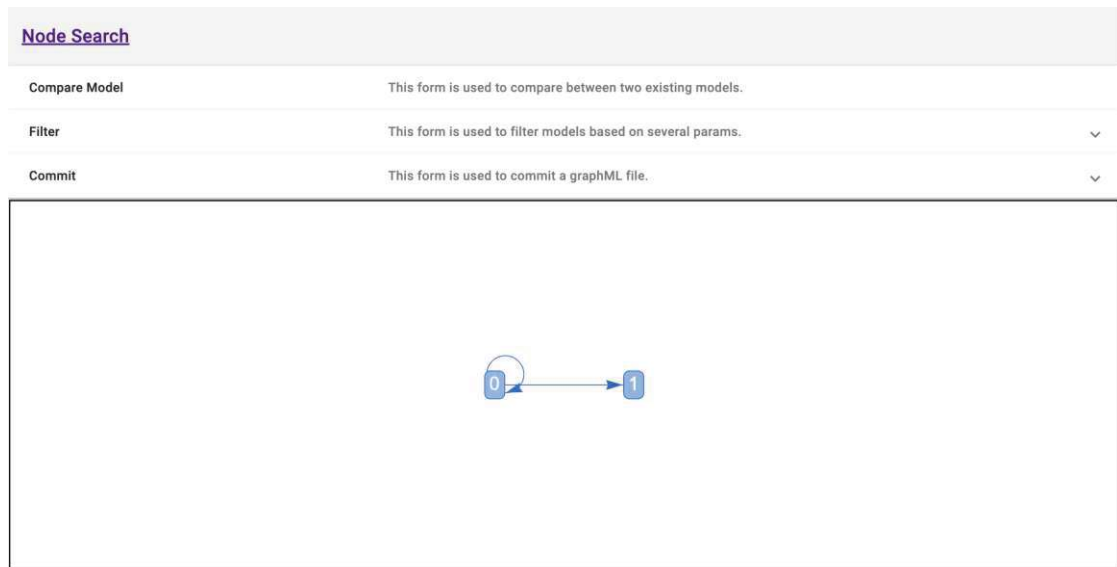 Node Search
Compare Model This form is used to compare between two existing models.
Filter This form is used to filter models based on several params.
Commit This form is used to commit a graphML file.
0 1